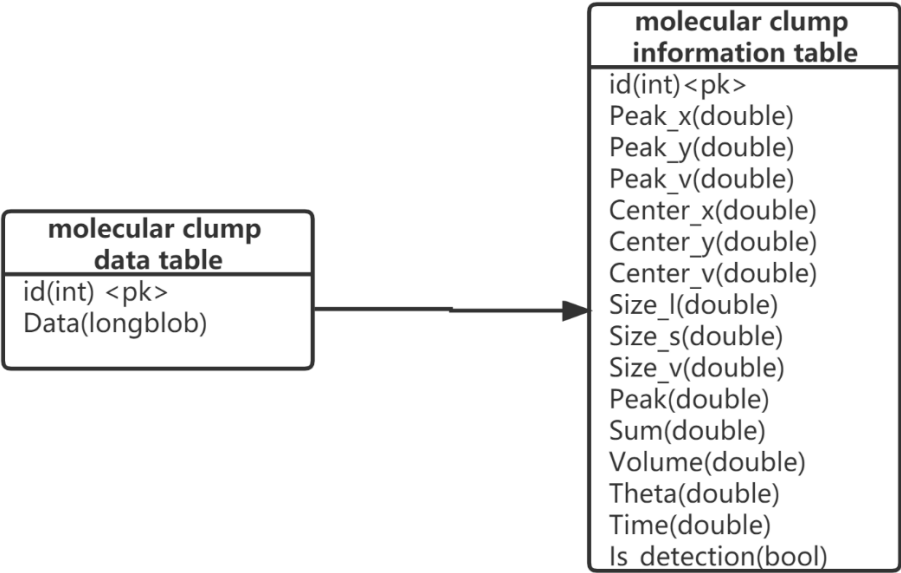 molecular clump
data table
id(int) <pk>
Data(longblob)
molecular clump
information table
id(int)<pk>
Peak_x(double)
Peak_y(double)
Peak_v(double)
Center_x(double)
Center_y(double)
Center_v(double)
Size_l(double)
Size_s(double)
Size_v(double)
Peak(double)
Sum(double)
Volume(double)
Theta(double)
Time(double)
Is_detection(bool)